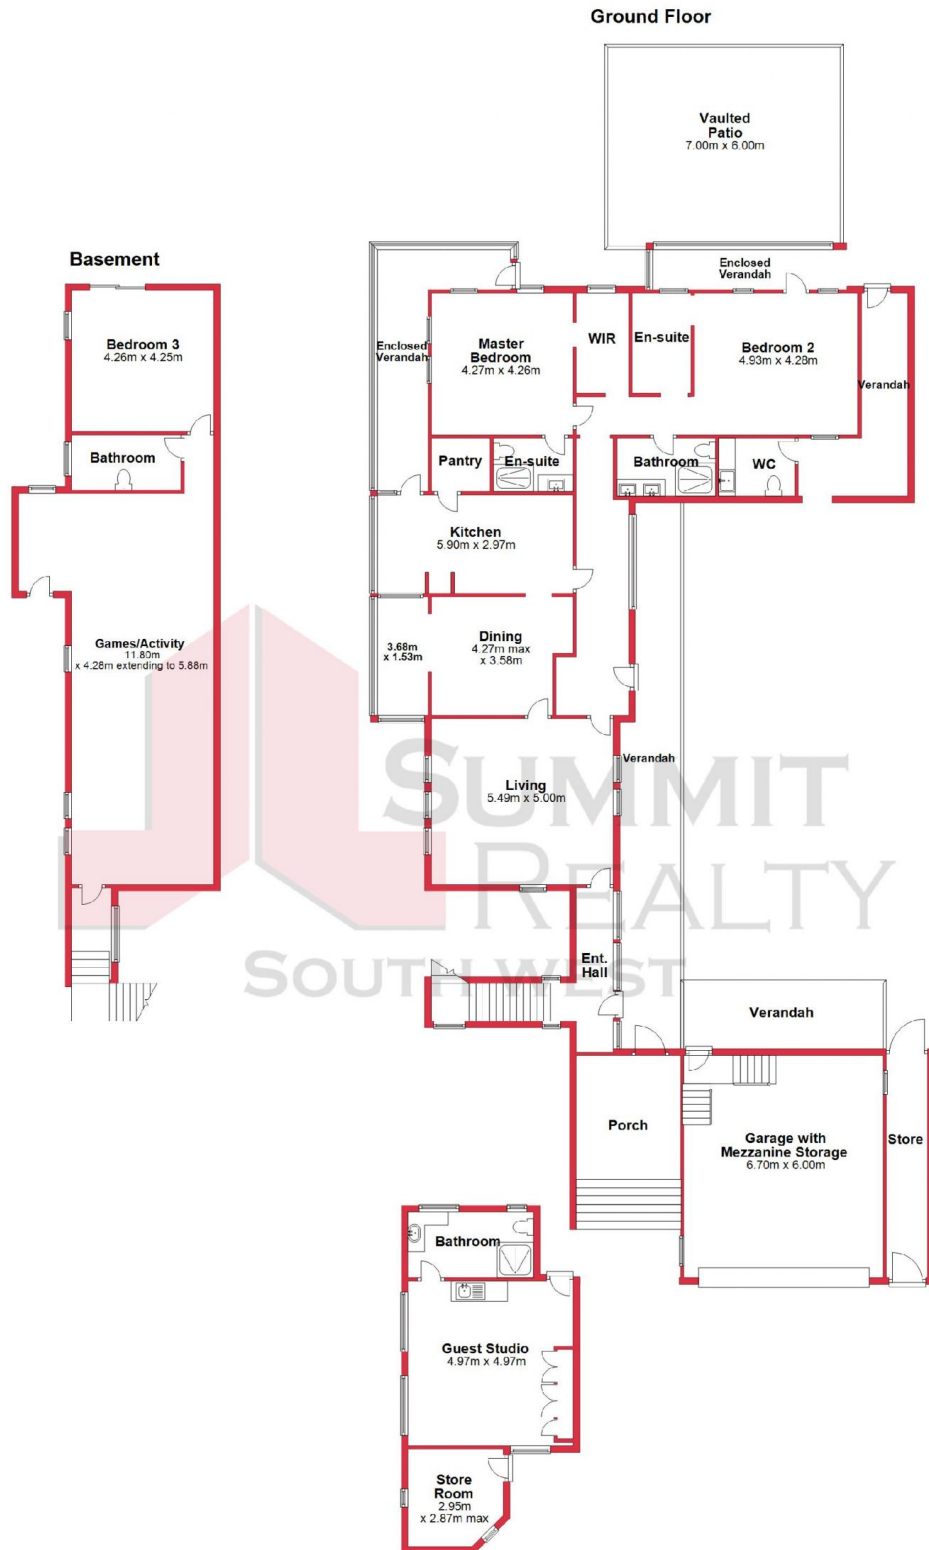 Ground Floor
Vaulted
Patio
7.00m x 6.00m
Basement
Enclosed
Verandah
Bedroom 3
4.26m x 4.25m
Enclosed
Verandah
Master
Bedroom
4.27m x 4.26m
WIR
En-suite
Bedroom 2
4.93m x 4.28m
Verandah
Bathroom
Pantry
En-suite
Bathroom
WC
Kitchen
5.90m x 2.97m
Games/Activity
11.80m
x 4.28m extending to 5.88m
3.68m
x 1.53m
Dining
4.27m max
x 3.58m
Living
5.49m x 5.00m
Verandah
SUMMIT
REALTY
SOUTH WEST
Ent.
Hall
Verandah
Porch
Garage with
Mezzanine Storage
6.70m x 6.00m
Store
Bathroom
Guest Studio
4.97m x 4.97m
Store
Room
2.95m
x 2.87m max